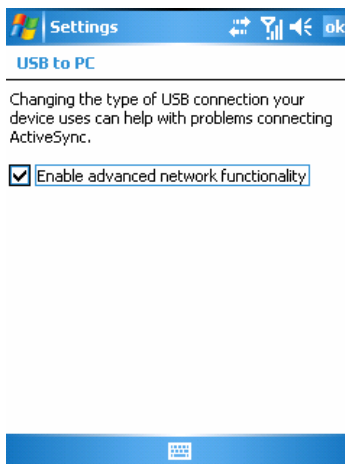 Settings
ok
USB to PC
Changing the type of USB connection your
device uses can help with problems connecting
ActiveSync.
Enable advanced network functionality